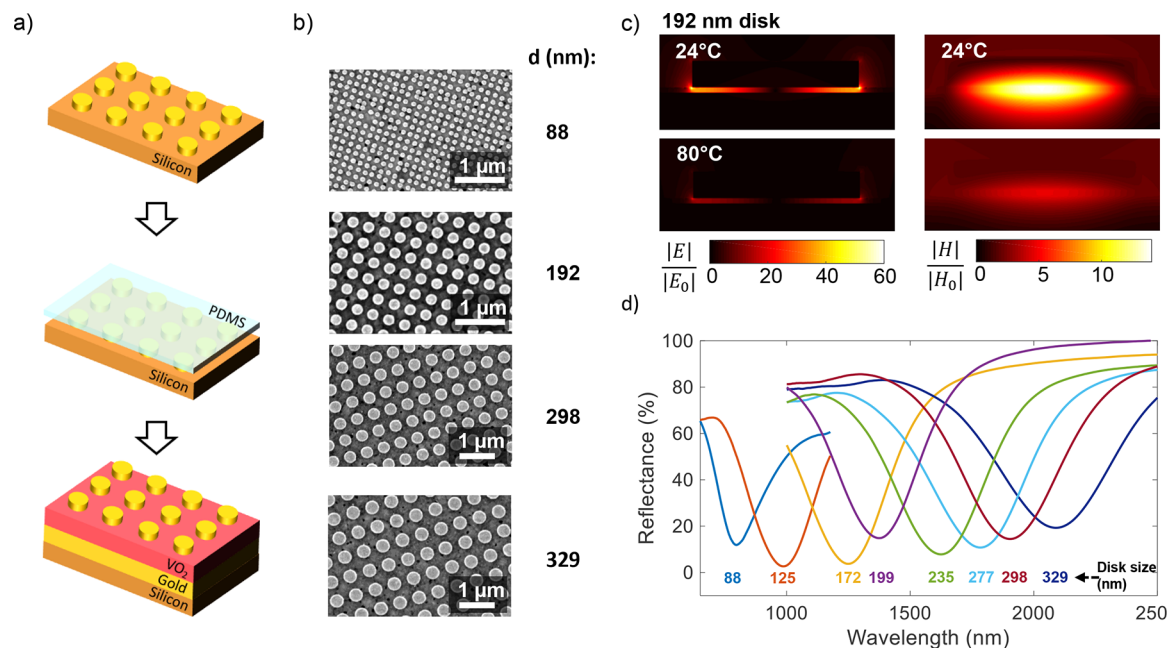 a)
Silicon
PDMS
Silicon
VO₂
Gold
Silicon
b)
d (nm):
1 µm
88
1 µm
192
1 µm
298
1 µm
329
c)
192 nm disk
24°C
24°C
80°C
|E|
|E₀|
0 20 40 60
|H|
|H₀|
0 5 10
d)
Reflectance (%)
100
80
60
40
20
0
88 125 172 199 235 277 298 329
Disk size
(nm)
1000 1500 2000 250
Wavelength (nm)